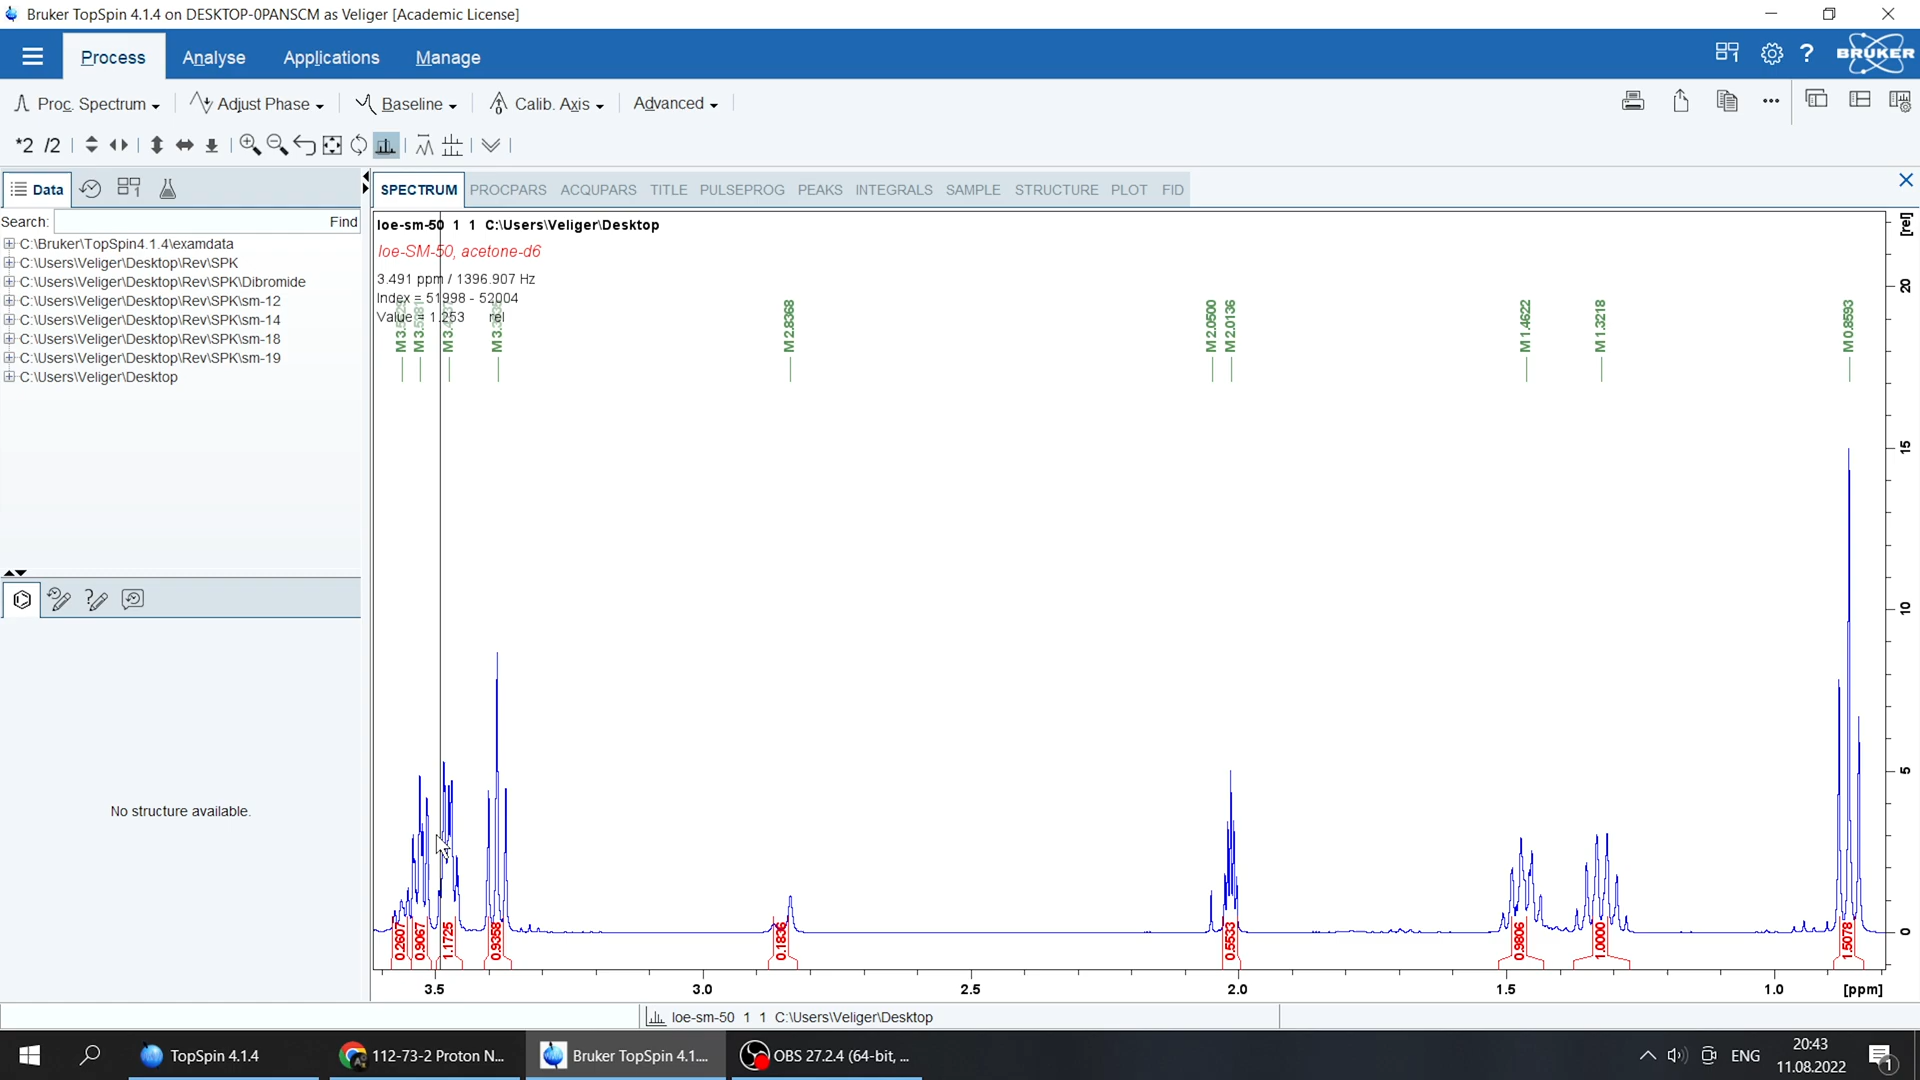 Bruker TopSpin 4.1.4 on DESKTOP-0PANSCM as Veliger [Academic License]
Process Analyse Applications Manage
BRUKER
Proc. Spectrum Adjust Phase Baseline Calib. Axis Advanced
*2 /2
Data
SPECTRUM PROCPARS ACQUPARS TITLE PULSEPROG PEAKS INTEGRALS SAMPLE STRUCTURE PLOT FID
Search: Find
C:\Bruker\TopSpin4.1.4\examdata
C:\Users\Veliger\Desktop\Rev\SPK
C:\Users\Veliger\Desktop\Rev\SPK\Dibromide
C:\Users\Veliger\Desktop\Rev\SPK\sm-12
C:\Users\Veliger\Desktop\Rev\SPK\sm-14
C:\Users\Veliger\Desktop\Rev\SPK\sm-18
C:\Users\Veliger\Desktop\Rev\SPK\sm-19
C:\Users\Veliger\Desktop
No structure available.
loe-sm-50 1 1 C:\Users\Veliger\Desktop
loe-SM-50, acetone-d6
3.491 ppm / 1396.907 Hz
Index = 51998 - 52004
Value = 1.253 rel
M 2.8368
M 2.0500
M 2.0136
M 1.4622
M 1.3218
M 0.8593
[rel]
20
15
10
5
0
0.2607
0.9067
1.1725
0.9358
0.1836
0.5533
0.9806
1.0000
1.5078
3.5 3.0 2.5 2.0 1.5 1.0 [ppm]
loe-sm-50 1 1 C:\Users\Veliger\Desktop
TopSpin 4.1.4
112-73-2 Proton N...
Bruker TopSpin 4.1....
OBS 27.2.4 (64-bit, ...
ENG
20:43
11.08.2022
1